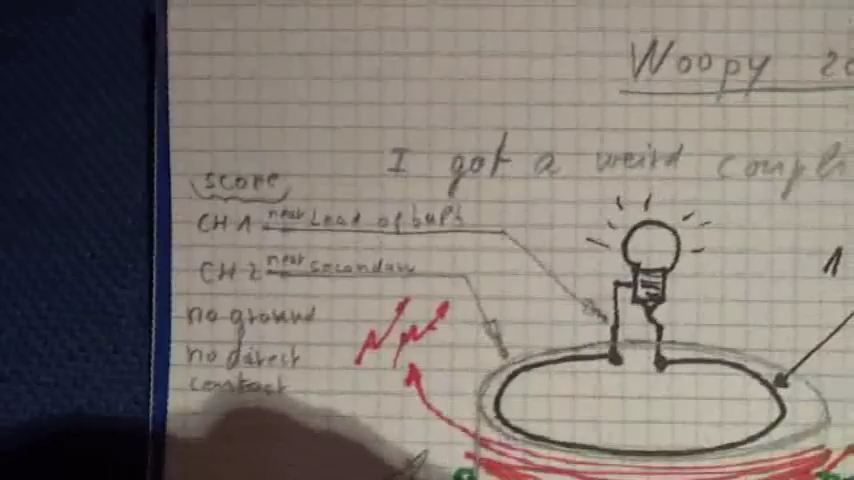 Woopy
I got a weird
scope
CH 1 near Lead of bulb
CH 2 near secondary
1
no ground
no direct
contact